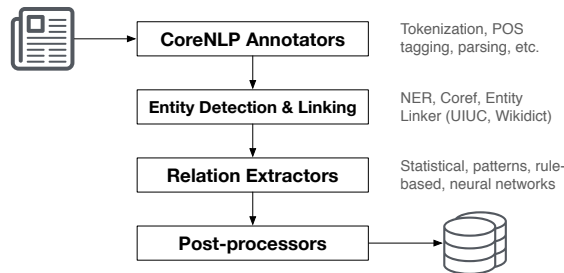 CoreNLP Annotators
Tokenization, POS
tagging, parsing, etc.
Entity Detection & Linking
NER, Coref, Entity
Linker (UIUC, Wikidict)
Relation Extractors
Statistical, patterns, rule-
based, neural networks
Post-processors